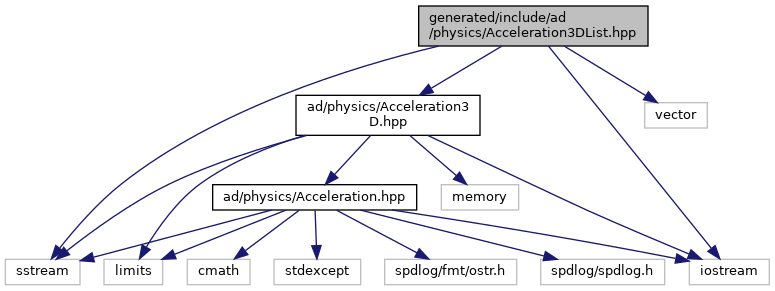 generated/include/ad
/physics/Acceleration3DList.hpp
ad/physics/Acceleration3
D.hpp
vector
ad/physics/Acceleration.hpp
memory
sstream
limits
cmath
stdexcept
spdlog/fmt/ostr.h
spdlog/spdlog.h
iostream